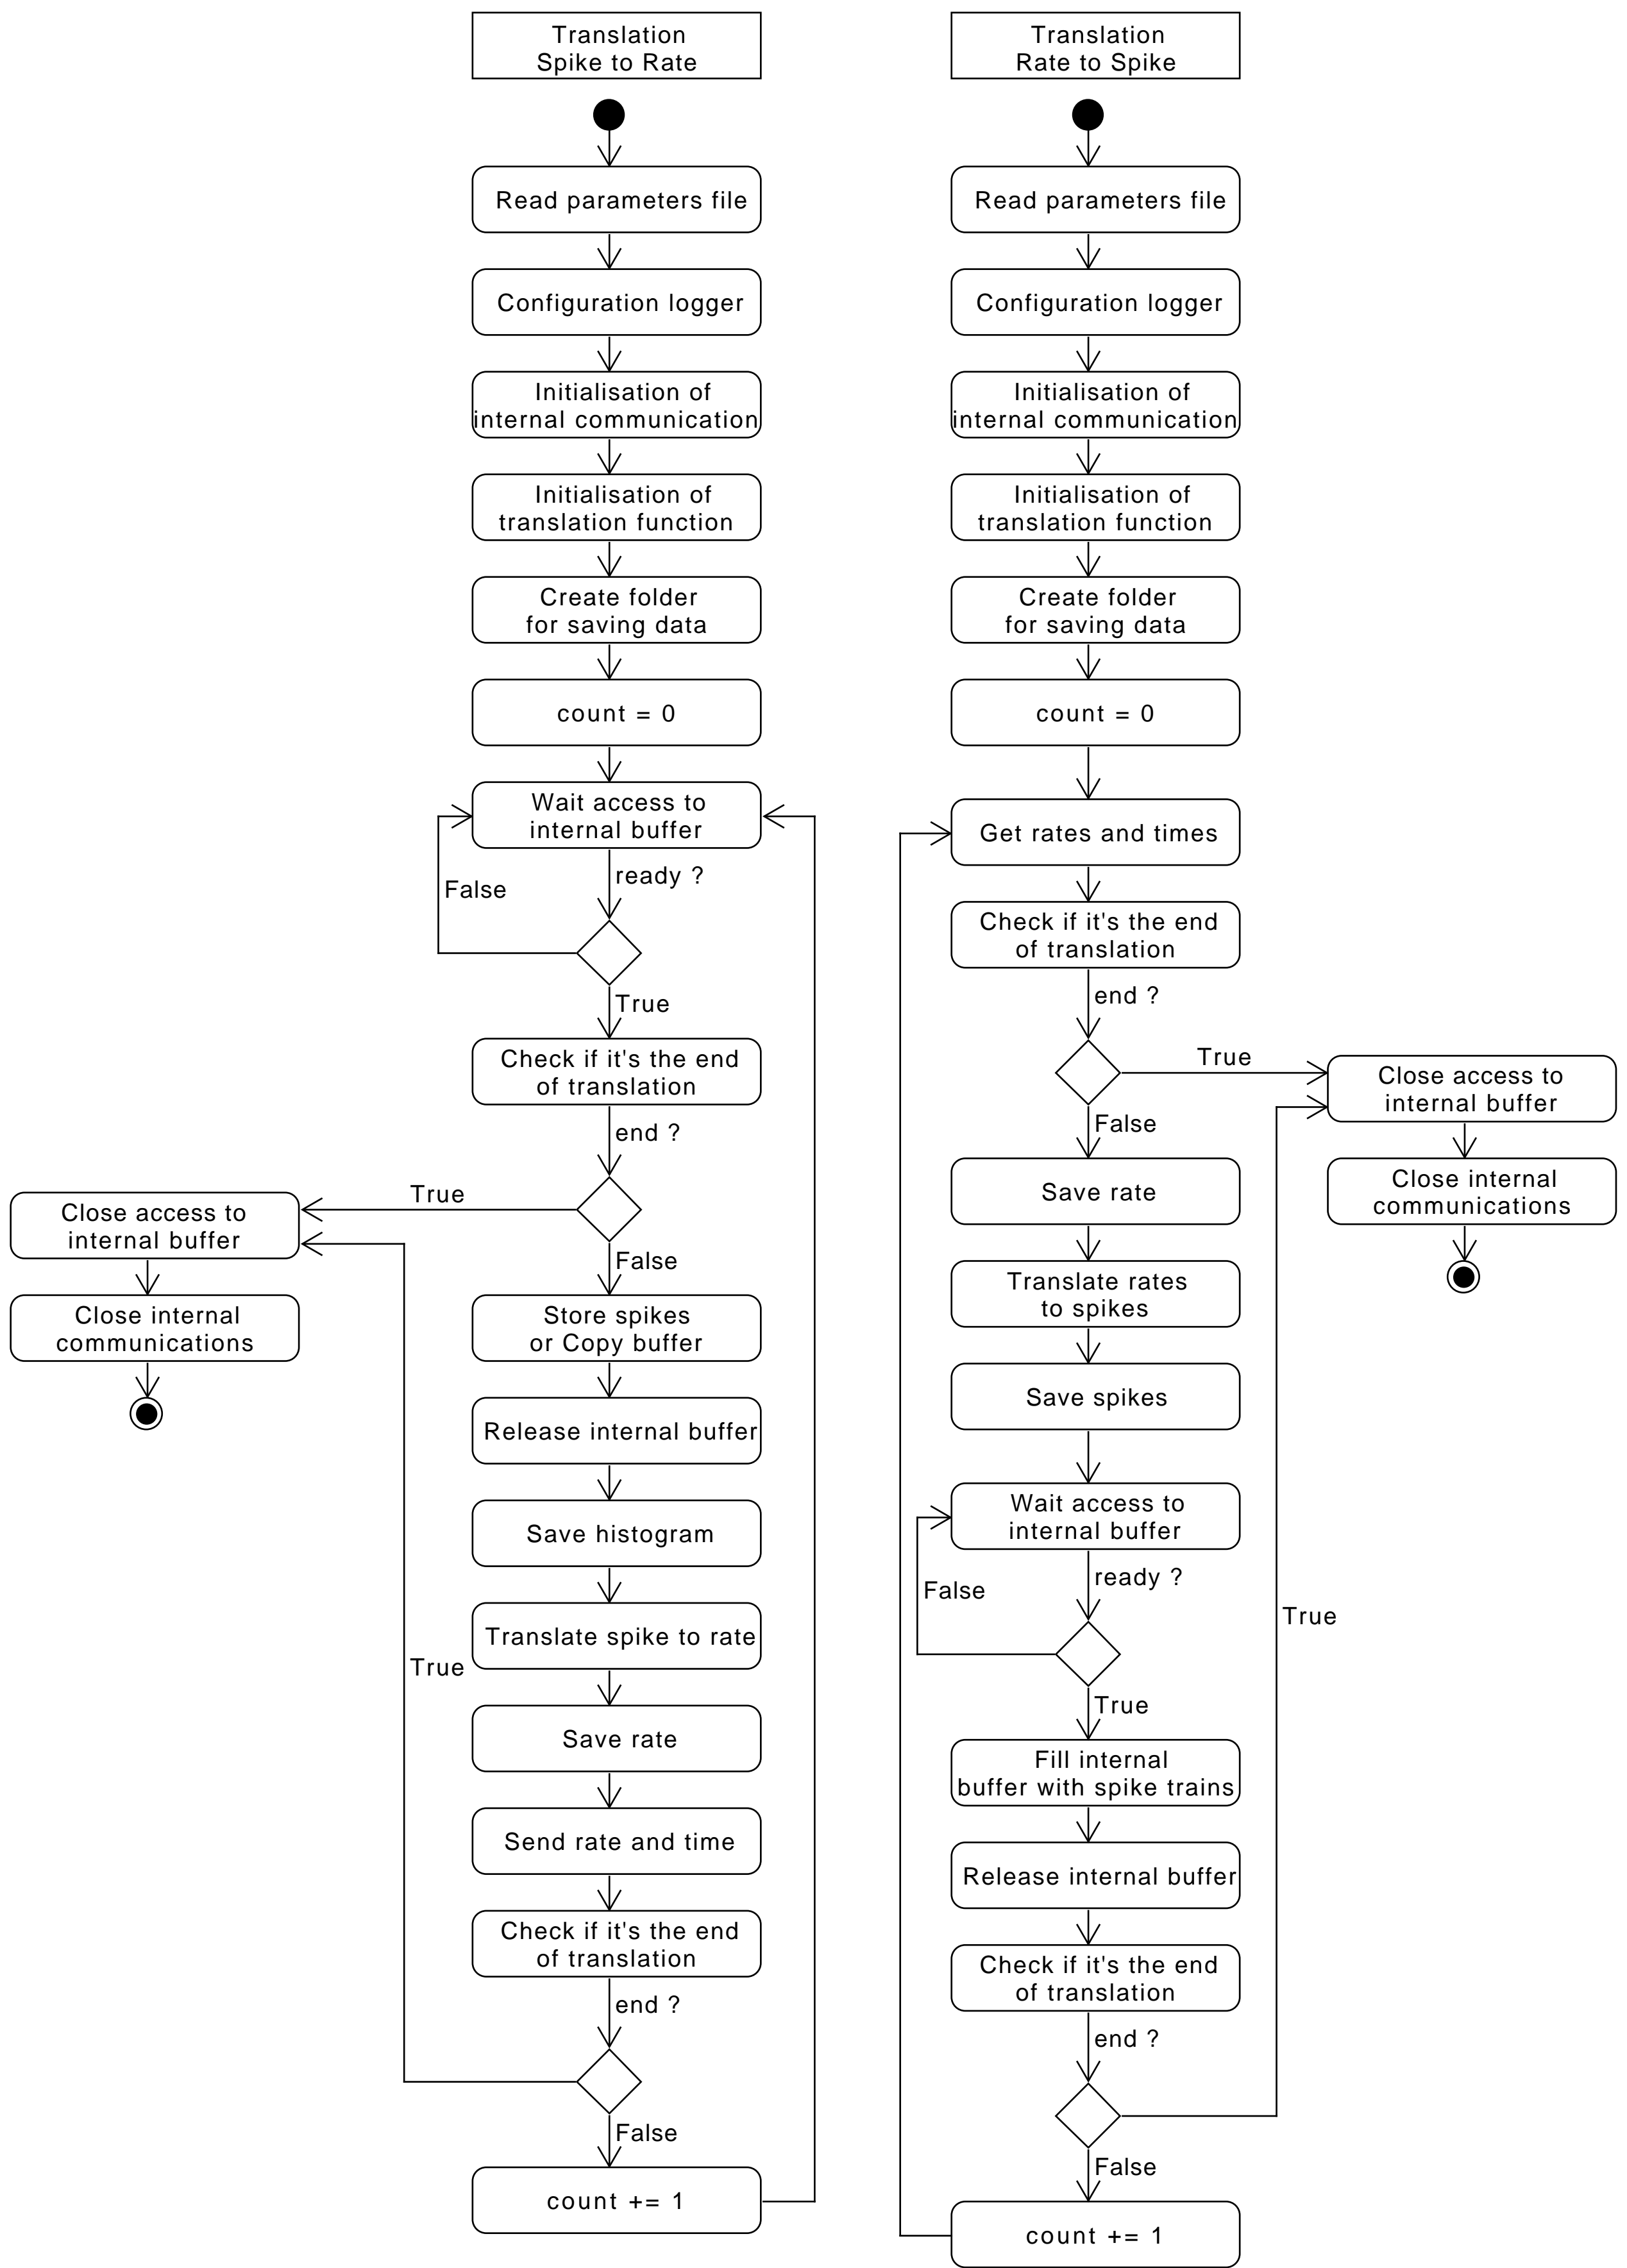 Translation
Spike to Rate
Read parameters file
Configuration logger
Initialisation of
internal communication
Initialisation of
translation function
Create folder
for saving data
count = 0
Wait access to
internal buffer
ready ?
False
True
Check if it's the end
of translation
end ?
True
Close access to
internal buffer
Close internal
communications
False
Store spikes
or Copy buffer
Release internal buffer
Save histogram
Translate spike to rate
True
Save rate
Send rate and time
Check if it's the end
of translation
end ?
False
count += 1
Translation
Rate to Spike
Read parameters file
Configuration logger
Initialisation of
internal communication
Initialisation of
translation function
Create folder
for saving data
count = 0
Get rates and times
Check if it's the end
of translation
end ?
True
Close access to
internal buffer
Close internal
communications
False
Save rate
Translate rates
to spikes
Save spikes
Wait access to
internal buffer
ready ?
False
True
True
Fill internal
buffer with spike trains
Release internal buffer
Check if it's the end
of translation
end ?
False
count += 1